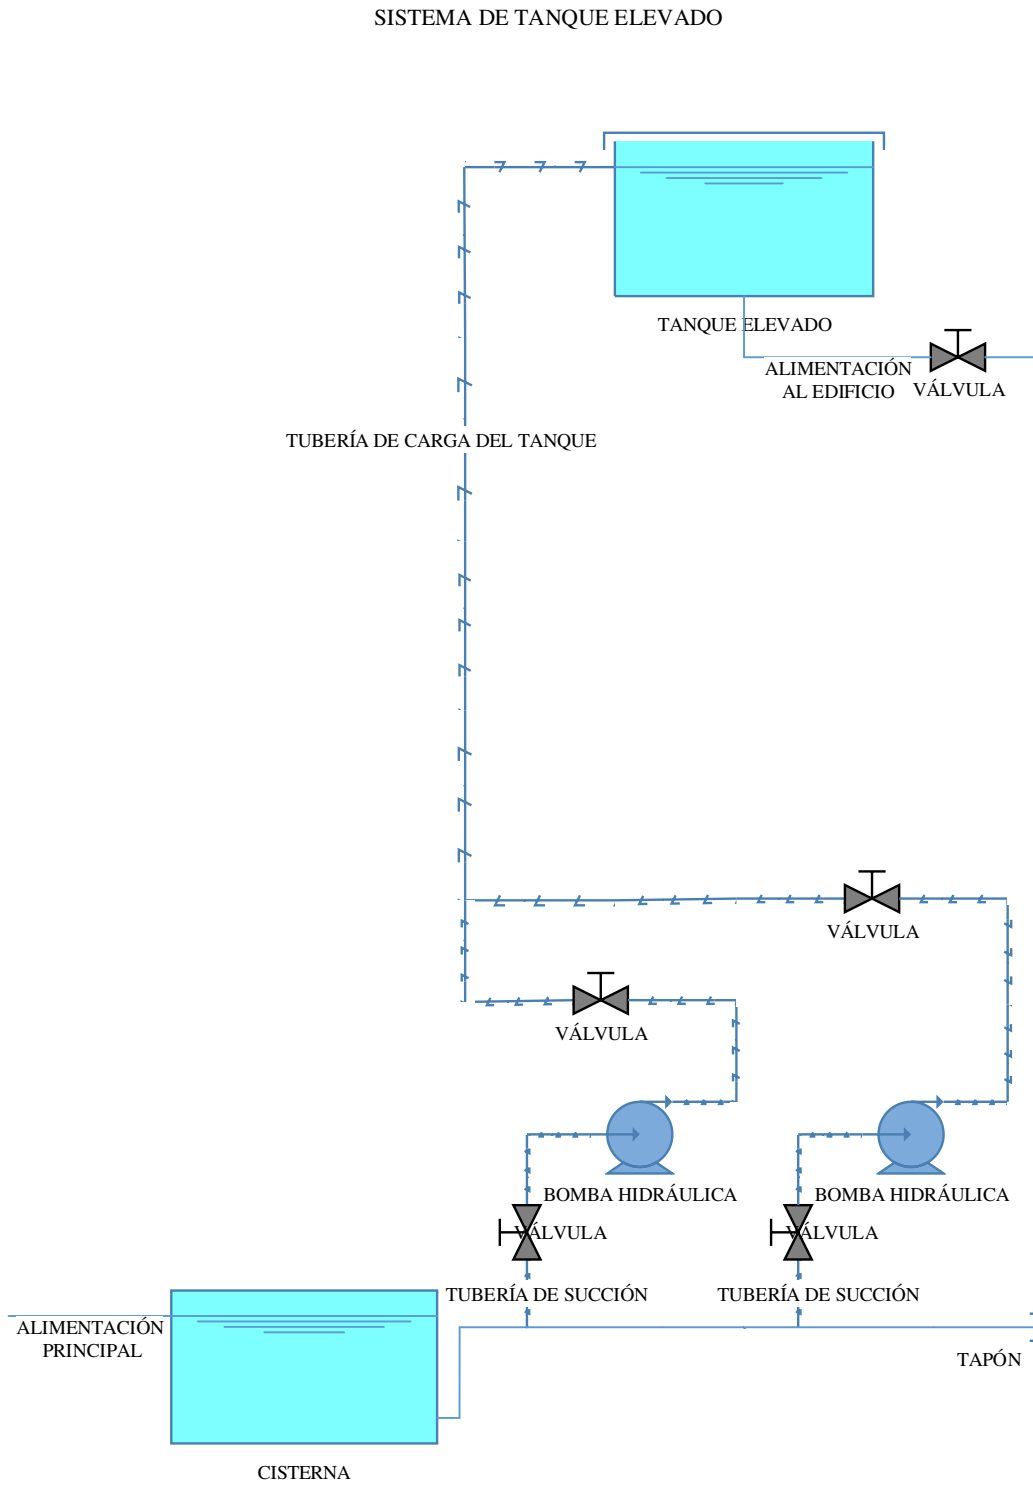 SISTEMA DE TANQUE ELEVADO
TANQUE ELEVADO
ALIMENTACIÓN
AL EDIFICIO
VÁLVULA
TUBERÍA DE CARGA DEL TANQUE
VÁLVULA
VÁLVULA
BOMBA HIDRÁULICA
BOMBA HIDRÁULICA
VÁLVULA
VÁLVULA
TUBERÍA DE SUCCIÓN
TUBERÍA DE SUCCIÓN
ALIMENTACIÓN
PRINCIPAL
TAPÓN
CISTERNA